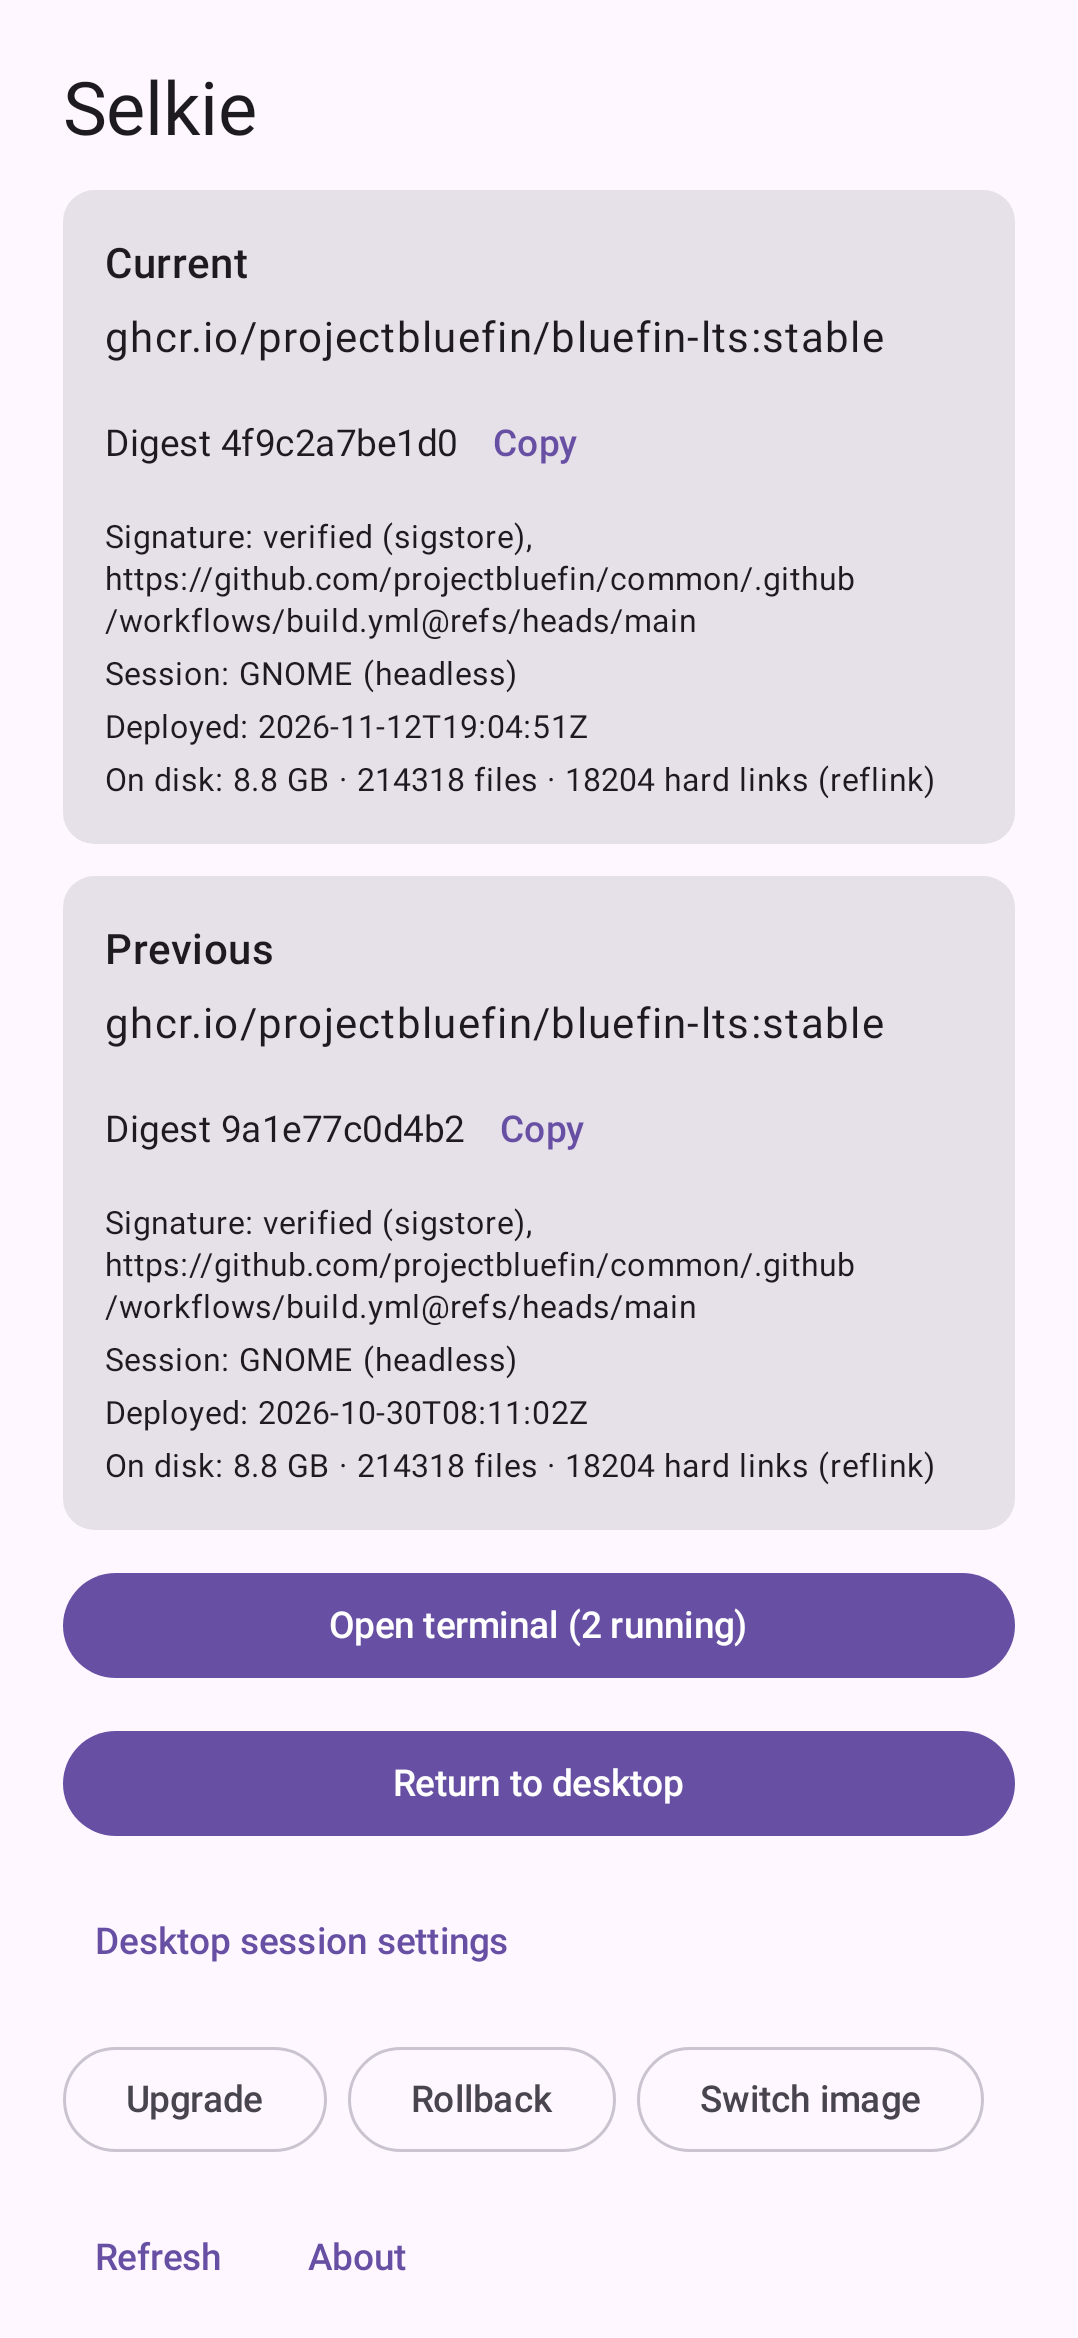 Selkie
Current
ghcr.io/projectbluefin/bluefin-lts:stable
Digest 4f9c2a7be1d0 Copy
Signature: verified (sigstore),
https://github.com/projectbluefin/common/.github
/workflows/build.yml@refs/heads/main
Session: GNOME (headless)
Deployed: 2026-11-12T19:04:51Z
On disk: 8.8 GB · 214318 files · 18204 hard links (reflink)
Previous
ghcr.io/projectbluefin/bluefin-lts:stable
Digest 9a1e77c0d4b2 Copy
Signature: verified (sigstore),
https://github.com/projectbluefin/common/.github
/workflows/build.yml@refs/heads/main
Session: GNOME (headless)
Deployed: 2026-10-30T08:11:02Z
On disk: 8.8 GB · 214318 files · 18204 hard links (reflink)
Open terminal (2 running)
Return to desktop
Desktop session settings
Upgrade Rollback Switch image
Refresh About